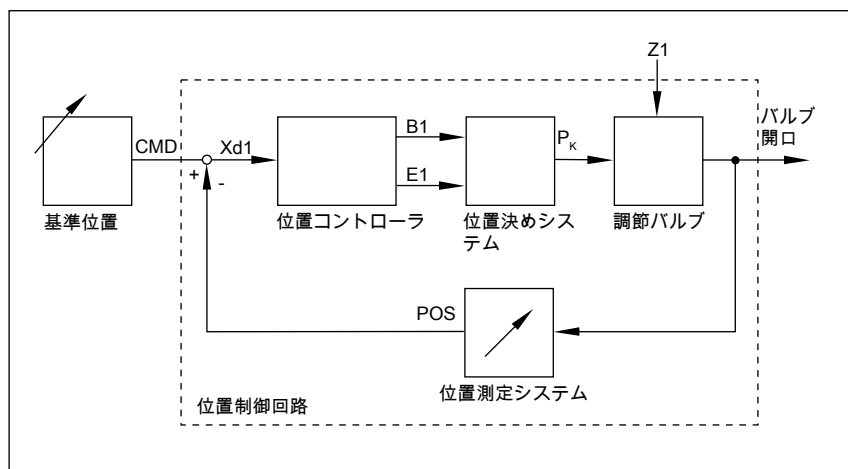 Z1
バルブ
開口
CMD
Xd1
B1
E1
PK
+
-
基準位置
位置コントローラ
位置決めシス
テム
調節バルブ
POS
位置測定システム
位置制御回路